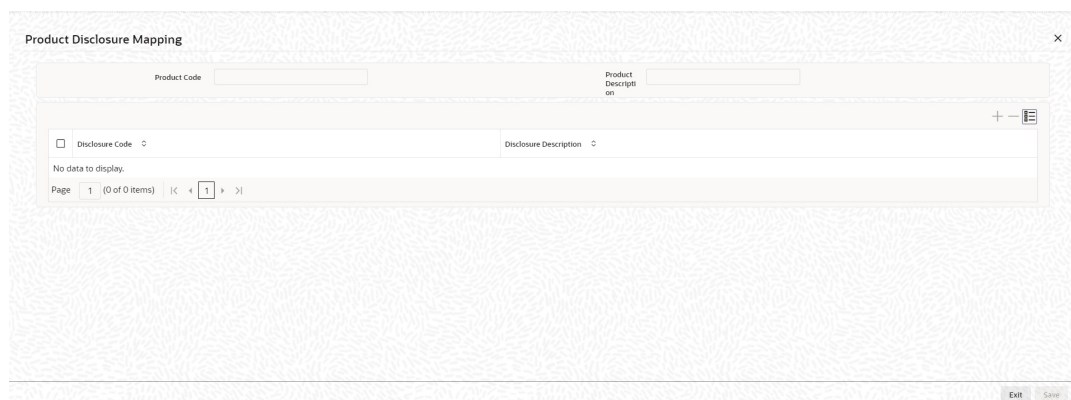 Product Disclosure Mapping
Product Code
Product
Descripti
on
Disclosure Code
Disclosure Description
No data to display.
Page 1 (0 of 0 items) 1
Exit Save